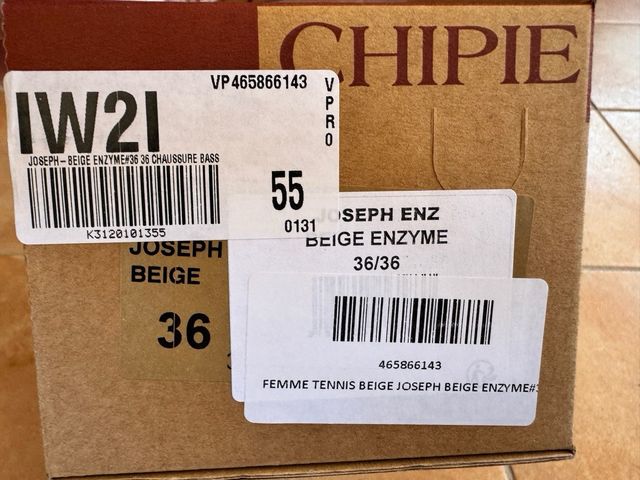 CHIPIE
VP465866143
VPRO
IW2I
JOSEPH-BEIGE ENZYME#36 36 CHAUSSURE BASS
55
0131
K3120101355
JOSEPH ENZ
BEIGE ENZYME
36/36
JOSEPH
BEIGE
36
465866143
FEMME TENNIS BEIGE JOSEPH BEIGE ENZYME#